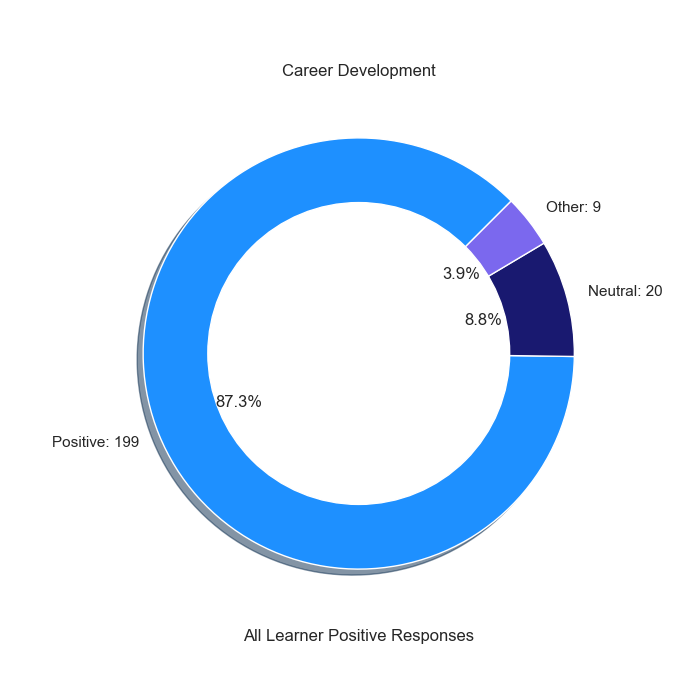 Career Development
Other: 9
3.9%
Neutral: 20
8.8%
87.3%
Positive: 199
All Learner Positive Responses